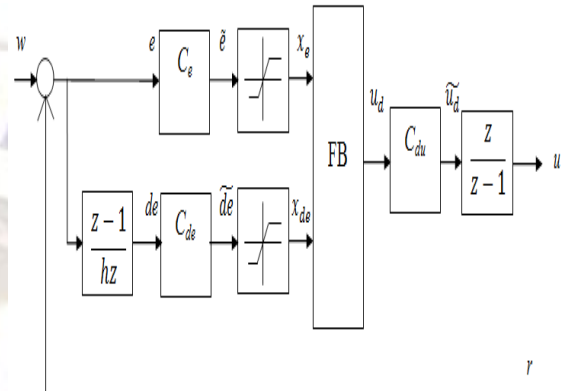 w
e
C_e
ẽ
x_e
FB
u_d
C_du
ũ_d
z
z − 1
u
z − 1
hz
de
C_de
d͠e
x_de
r